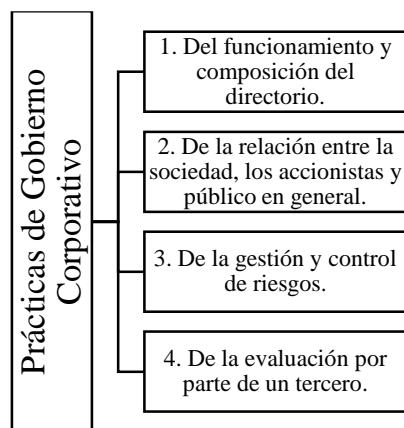 Prácticas de Gobierno
Corporativo
1. Del funcionamiento y
composición del
directorio.
2. De la relación entre la
sociedad, los accionistas y
público en general.
3. De la gestión y control
de riesgos.
4. De la evaluación por
parte de un tercero.